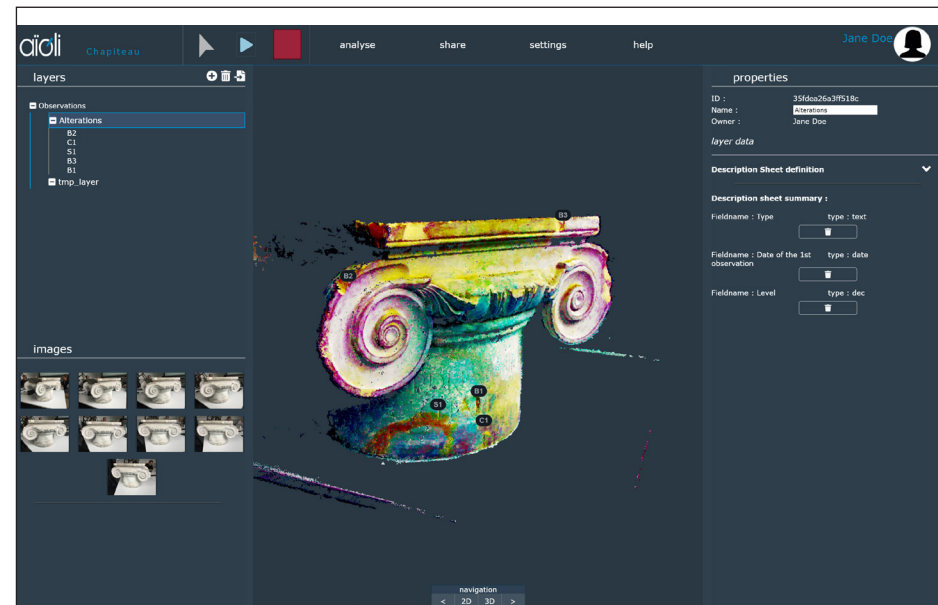 aïoli
Chapiteau
analyse share settings help
Jane Doe
layers
Observations
Alterations
B2
C1
S1
B3
B1
tmp_layer
images
B3
B2
B1
S1
C1
navigation
< 2D 3D >
properties
ID : 35fdea26a3ff518c
Name : Alterations
Owner : Jane Doe
layer data
Description Sheet definition
Description sheet summary :
Fieldname : Type type : text
Fieldname : Date of the 1st type : date
observation
Fieldname : Level type : dec